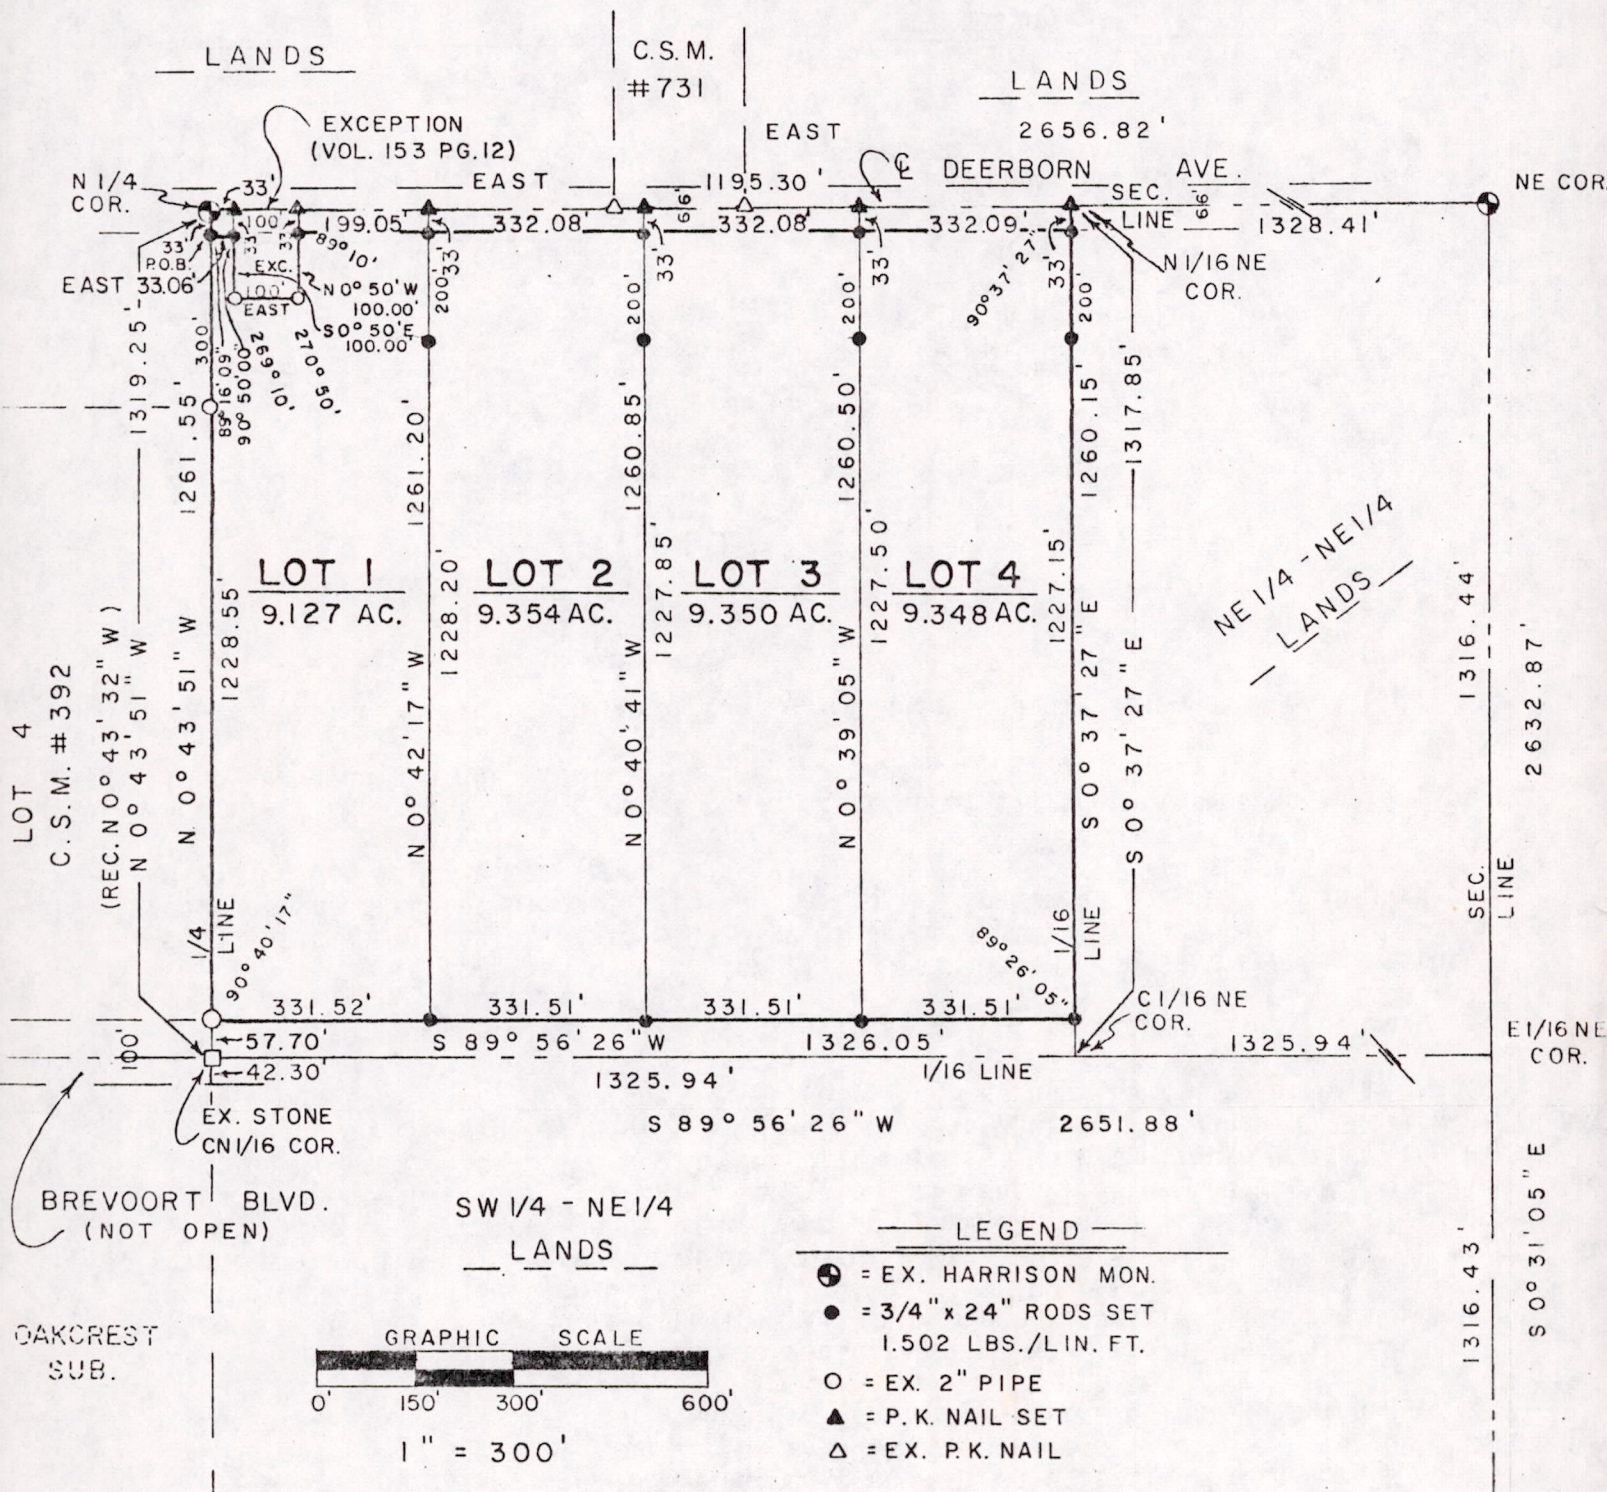 LANDS
C.S.M.
#731
LANDS
EXCEPTION
(VOL. 153 PG.12)
EAST
2656.82'
N 1/4
COR.
33'
EAST
1195.30'
℄
DEERBORN AVE.
SEC.
LINE
66'
66'
NE COR.
100'
199.05'
332.08'
332.08'
332.09'
1328.41'
33'
33'
33'
89° 10'
33'
33'
33'
33'
90° 37' 27"
N 1/16 NE
COR.
P.O.B.
EAST 33.06'
EXC.
100'
EAST
N 0° 50' W
100.00'
S 0° 50' E
100.00'
200'
200'
200'
200'
300'
89° 16' 09"
90° 50' 00"
269° 10'
270° 50'
1319.25'
1261.55'
1261.20'
1260.85'
1260.50'
1260.15'
1317.85'
LOT 1
9.127 AC.
LOT 2
9.354 AC.
LOT 3
9.350 AC.
LOT 4
9.348 AC.
1228.55'
1228.20'
1227.85'
1227.50'
1227.15'
NE 1/4 - NE 1/4
LANDS
1316.44'
2632.87'
LOT 4
C.S.M. #392
(REC. N 0° 43' 32" W)
N 0° 43' 51" W
N 0° 43' 51" W
N 0° 42' 17" W
N 0° 40' 41" W
N 0° 39' 05" W
S 0° 37' 27" E
S 0° 37' 27" E
SEC.
LINE
1/4
LINE
90° 40' 17"
89° 26' 05"
1/16
LINE
331.52'
331.51'
331.51'
331.51'
C 1/16 NE
COR.
100'
57.70'
S 89° 56' 26" W
1326.05'
1325.94'
E 1/16 NE
COR.
42.30'
1325.94'
1/16 LINE
EX. STONE
CN 1/16 COR.
S 89° 56' 26" W
2651.88'
BREVOORT BLVD.
(NOT OPEN)
SW 1/4 - NE 1/4
LANDS
1316.43'
S 0° 31' 05" E
OAKCREST
SUB.
LEGEND
= EX. HARRISON MON.
= 3/4" x 24" RODS SET
1.502 LBS./LIN. FT.
= EX. 2" PIPE
= P.K. NAIL SET
= EX. P.K. NAIL
GRAPHIC SCALE
0' 150' 300' 600'
1" = 300'